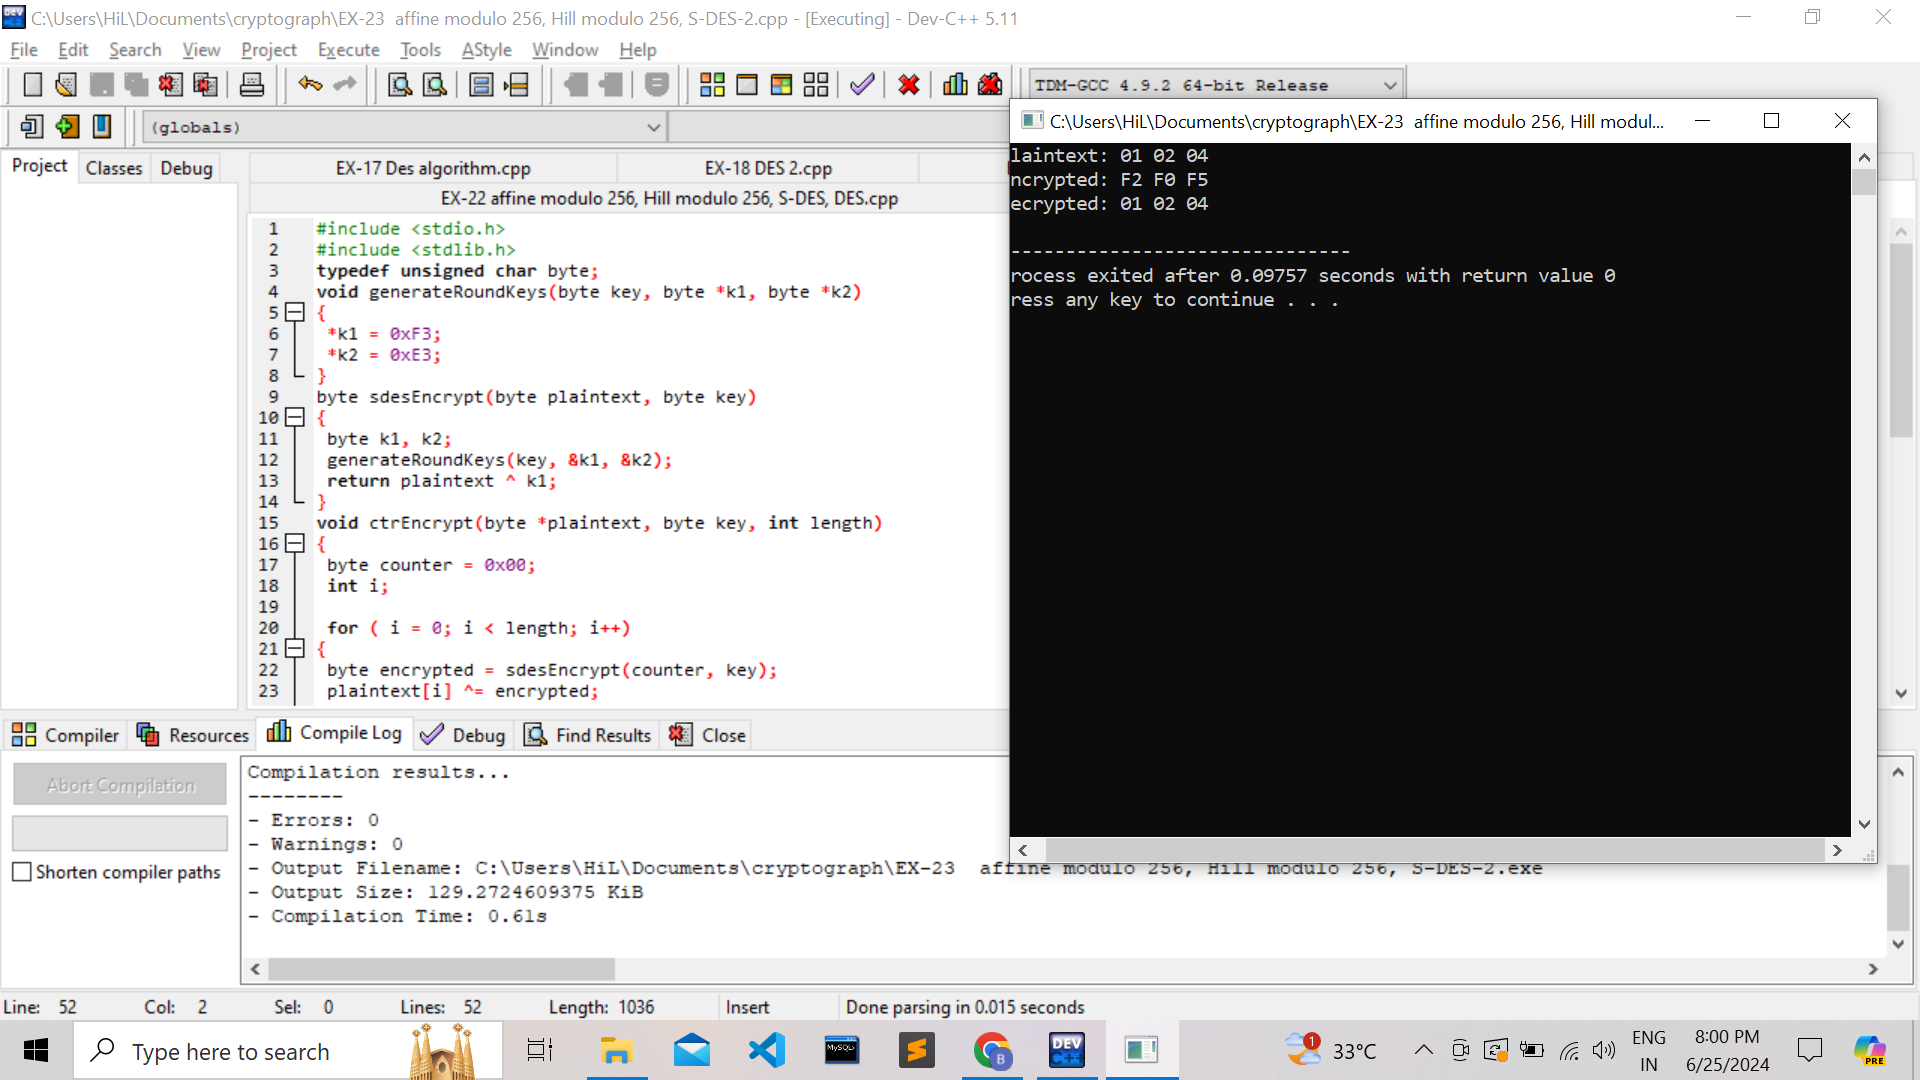 C:\Users\HiL\Documents\cryptograph\EX-23  affine modulo 256, Hill modulo 256, S-DES-2.cpp - [Executing] - Dev-C++ 5.11
File Edit Search View Project Execute Tools AStyle Window Help
TDM-GCC 4.9.2 64-bit Release
(globals)
Project Classes Debug
EX-17 Des algorithm.cpp EX-18 DES 2.cpp
EX-22 affine modulo 256, Hill modulo 256, S-DES, DES.cpp
1 #include <stdio.h>
2 #include <stdlib.h>
3 typedef unsigned char byte;
4 void generateRoundKeys(byte key, byte *k1, byte *k2)
5 {
6 *k1 = 0xF3;
7 *k2 = 0xE3;
8 }
9 byte sdesEncrypt(byte plaintext, byte key)
10 {
11 byte k1, k2;
12 generateRoundKeys(key, &k1, &k2);
13 return plaintext ^ k1;
14 }
15 void ctrEncrypt(byte *plaintext, byte key, int length)
16 {
17 byte counter = 0x00;
18 int i;
19
20 for ( i = 0; i < length; i++)
21 {
22 byte encrypted = sdesEncrypt(counter, key);
23 plaintext[i] ^= encrypted;
C:\Users\HiL\Documents\cryptograph\EX-23  affine modulo 256, Hill modul...
laintext: 01 02 04
ncrypted: F2 F0 F5
ecrypted: 01 02 04
-------------------------------
rocess exited after 0.09757 seconds with return value 0
ress any key to continue . . .
Compiler Resources Compile Log Debug Find Results Close
Abort Compilation
Shorten compiler paths
Compilation results...
--------
- Errors: 0
- Warnings: 0
- Output Filename: C:\Users\HiL\Documents\cryptograph\EX-23  affine modulo 256, Hill modulo 256, S-DES-2.exe
- Output Size: 129.2724609375 KiB
- Compilation Time: 0.61s
Line: 52 Col: 2 Sel: 0 Lines: 52 Length: 1036 Insert Done parsing in 0.015 seconds
Type here to search
MySQL
B
DEV C++
1
33°C
ENG
IN
8:00 PM
6/25/2024
PRE